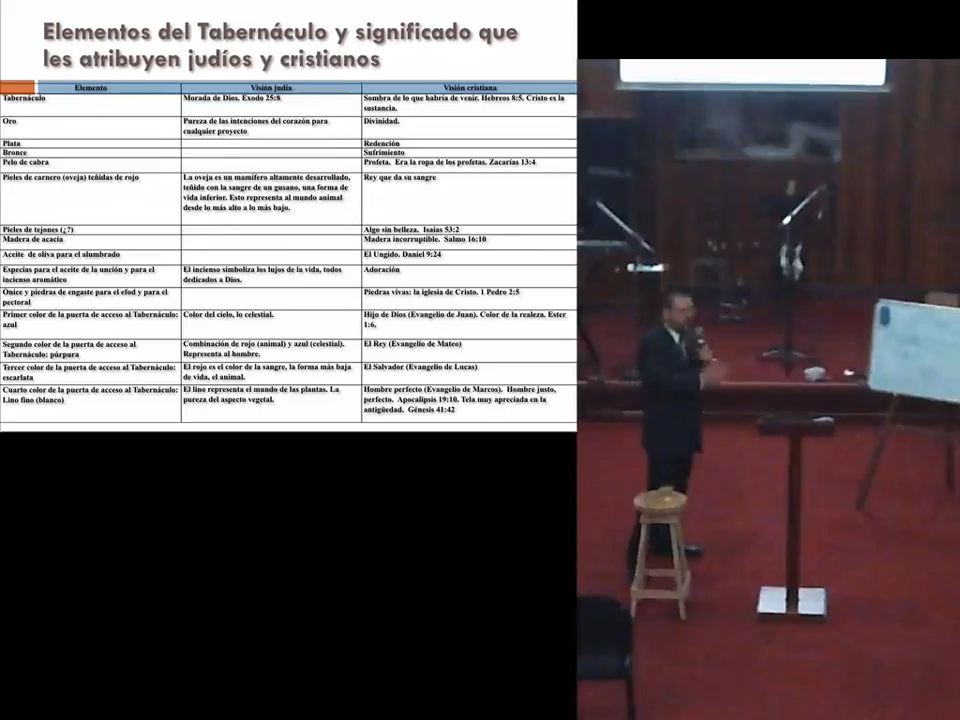 Elementos del Tabernáculo y significado que
les atribuyen judíos y cristianos
Elemento Visión judía Visión cristiana
Tabernáculo Morada de Dios. Exodo 25:8 Sombra de lo que habría de venir. Hebreos 8:5. Cristo es la
sustancia.
Oro Pureza de las intenciones del corazón para Divinidad.
cualquier proyecto
Plata Redención
Bronce Sufrimiento
Pelo de cabra Profeta. Era la ropa de los profetas. Zacarías 13:4
Pieles de carnero (oveja) teñidas de rojo La oveja es un mamífero altamente desarrollado, Rey que da su sangre
teñido con la sangre de un gusano, una forma de
vida inferior. Esto representa al mundo animal
desde lo más alto a lo más bajo.
Pieles de tejones (¿?) Algo sin belleza. Isaías 53:2
Madera de acacia Madera incorruptible. Salmo 16:10
Aceite de oliva para el alumbrado El Ungido. Daniel 9:24
Especias para el aceite de la unción y para el El incienso simboliza los lujos de la vida, todos Adoración
incienso aromático dedicados a Dios.
Onice y piedras de engaste para el efod y para el Piedras vivas: la iglesia de Cristo. 1 Pedro 2:5
pectoral
Primer color de la puerta de acceso al Tabernáculo: Color del cielo, lo celestial. Hijo de Dios (Evangelio de Juan). Color de la realeza. Ester
azul 1:6.
Segundo color de la puerta de acceso al Combinación de rojo (animal) y azul (celestial). El Rey (Evangelio de Mateo)
Tabernáculo: púrpura Representa al hombre.
Tercer color de la puerta de acceso al Tabernáculo: El rojo es el color de la sangre, la forma más baja El Salvador (Evangelio de Lucas)
escarlata de vida, el animal.
Cuarto color de la puerta de acceso al Tabernáculo: El lino representa el mundo de las plantas. La Hombre perfecto (Evangelio de Marcos). Hombre justo,
Lino fino (blanco) pureza del aspecto vegetal. perfecto. Apocalipsis 19:10. Tela muy apreciada en la
antigüedad. Génesis 41:42